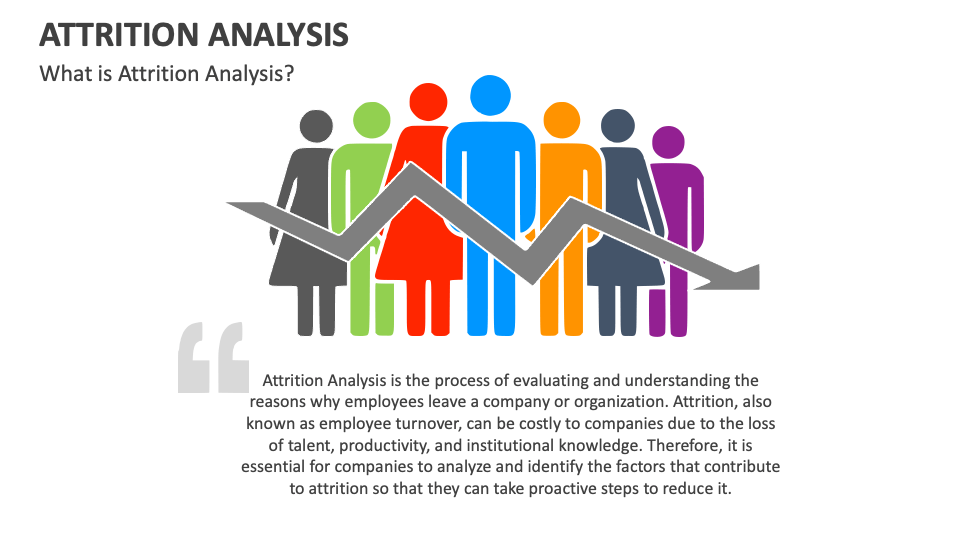 ATTRITION ANALYSIS
What is Attrition Analysis?
Attrition Analysis is the process of evaluating and understanding the
reasons why employees leave a company or organization. Attrition, also
known as employee turnover, can be costly to companies due to the loss
of talent, productivity, and institutional knowledge. Therefore, it is
essential for companies to analyze and identify the factors that contribute
to attrition so that they can take proactive steps to reduce it.